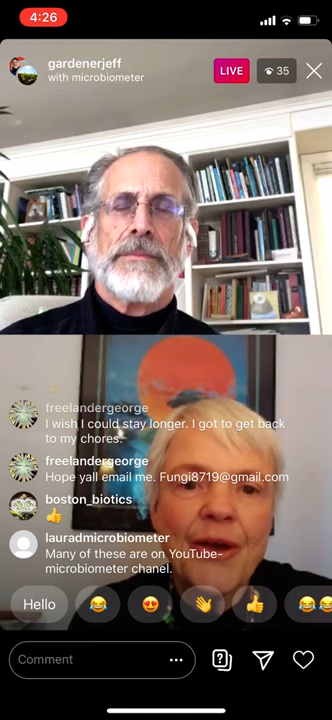 4:26
gardenerjeff
with microbiometer
LIVE
35
freelandergeorge
I wish I could stay longer. I got to get back
to my chores.
freelandergeorge
Hope yall email me. Fungi8719@gmail.com
boston_biotics
👍
lauradmicrobiometer
Many of these are on YouTube-
microbiometer chanel.
Hello 😂 😍 👋 👍 😂😂
Comment